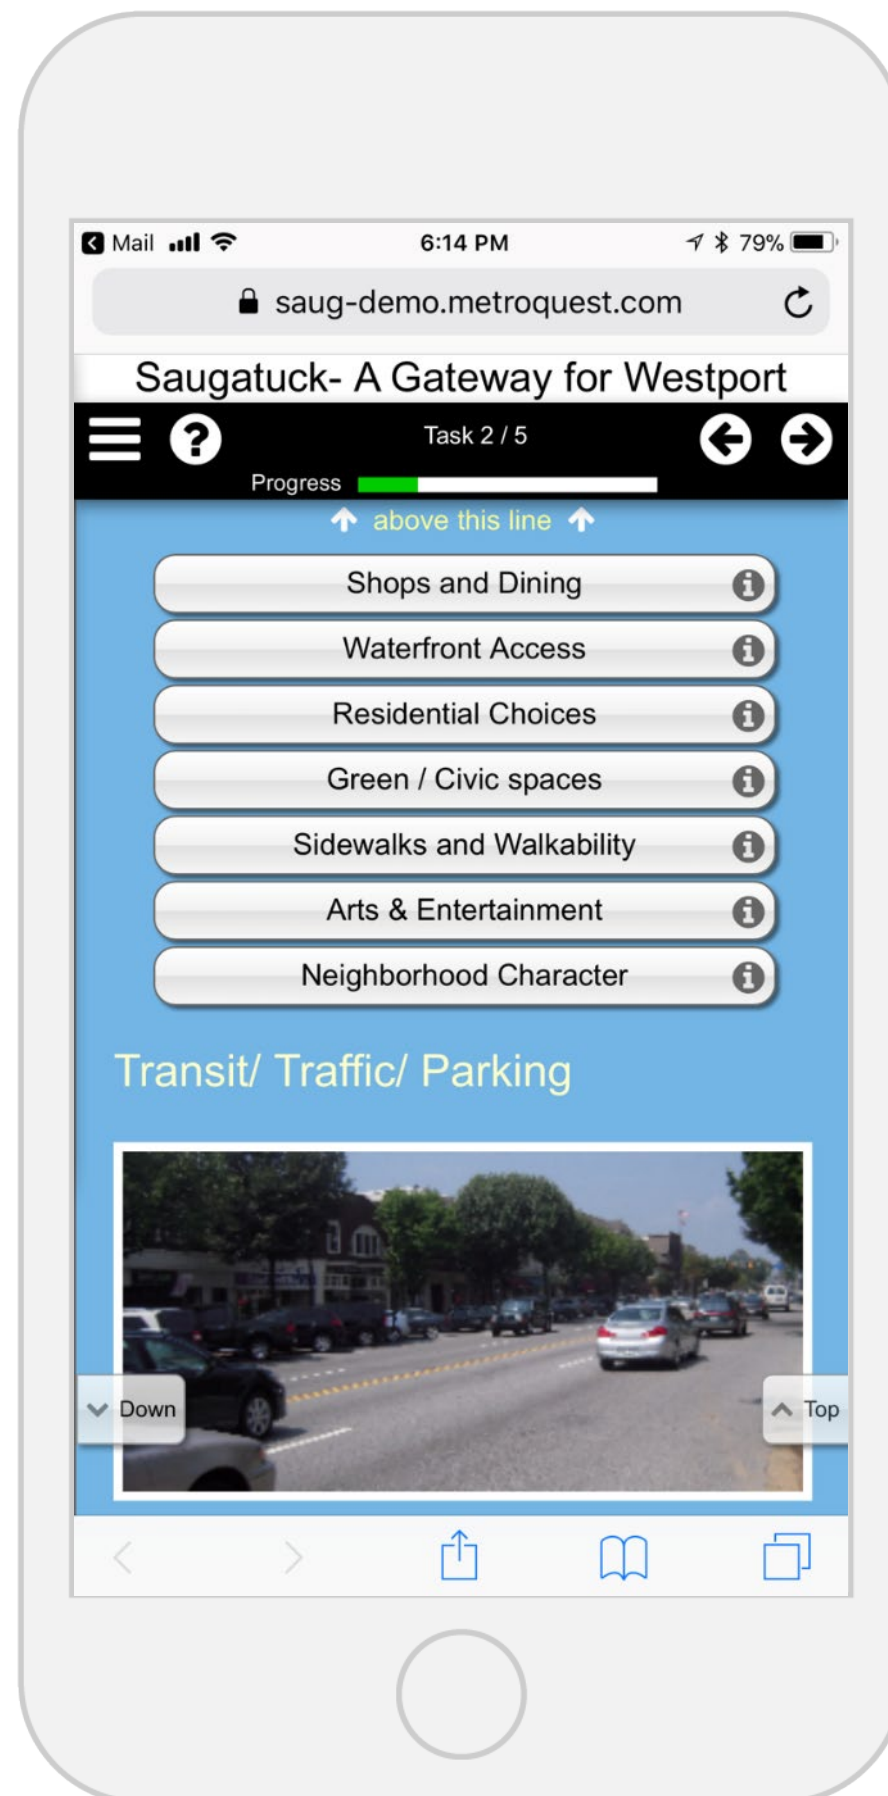 Mail 6:14 PM 79%
saug-demo.metroquest.com
Saugatuck- A Gateway for Westport
Task 2 / 5
Progress
above this line
Shops and Dining
Waterfront Access
Residential Choices
Green / Civic spaces
Sidewalks and Walkability
Arts & Entertainment
Neighborhood Character
Transit/ Traffic/ Parking
Down
Top